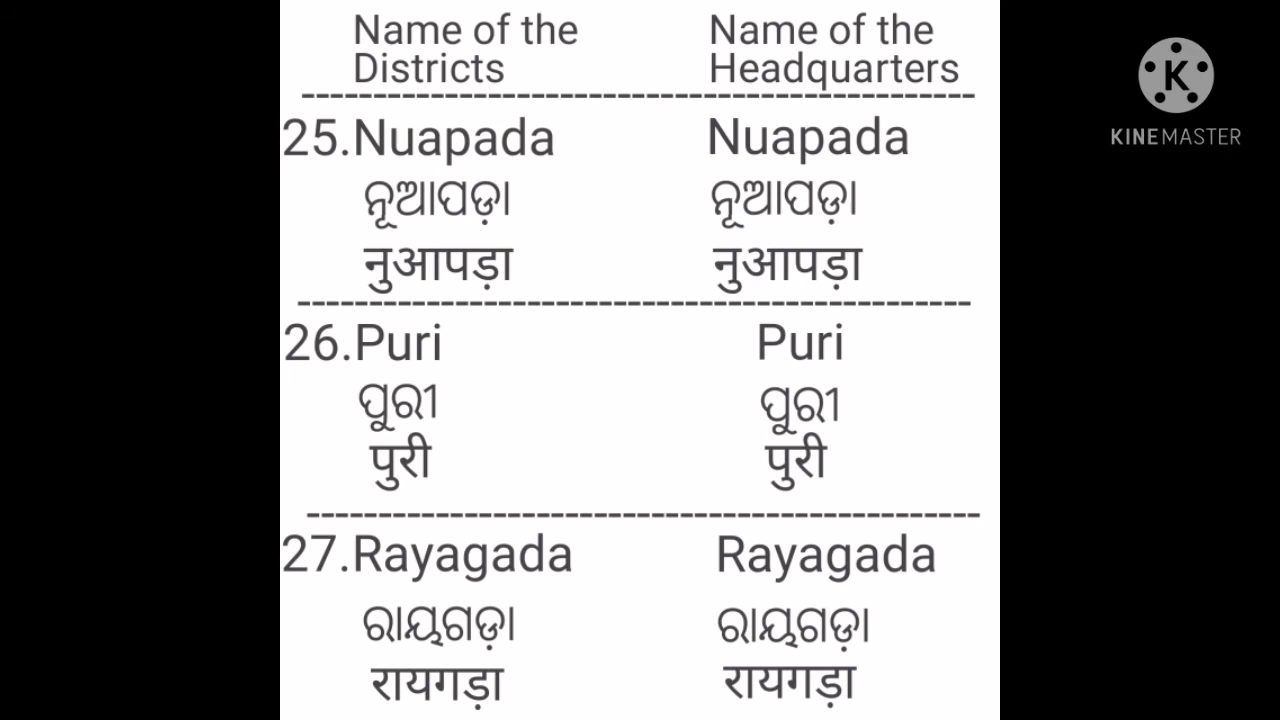 Name of the Districts
Name of the Headquarters
25.Nuapada Nuapada
ନୂଆପଡ଼ା ନୂଆପଡ଼ା
नुआपड़ा नुआपड़ा
26.Puri Puri
ପୁରୀ ପୁରୀ
पुरी पुरी
27.Rayagada Rayagada
ରାୟଗଡ଼ା ରାୟଗଡ଼ା
रायगड़ा रायगड़ा
K
KINEMASTER